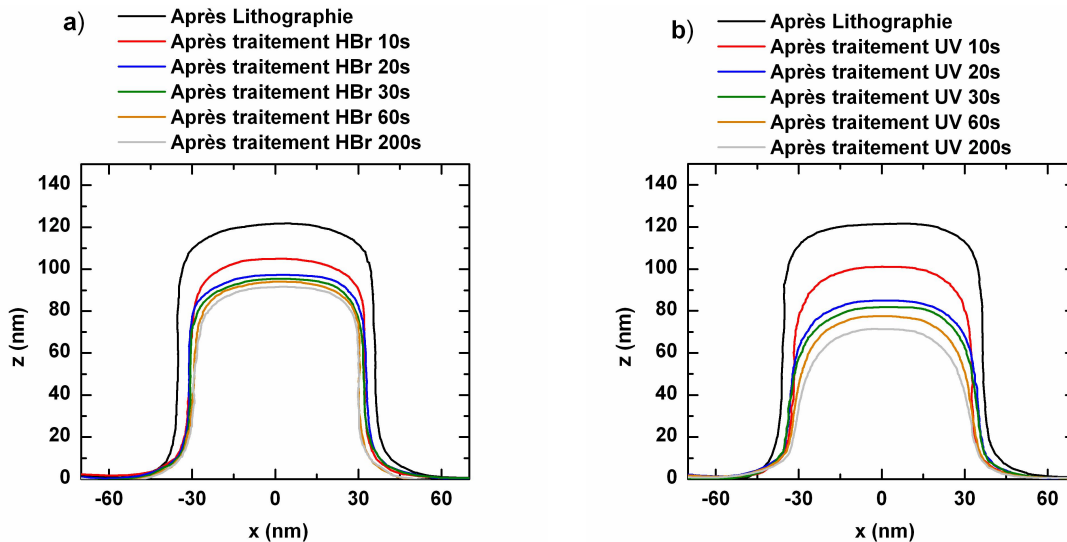 a)
Après Lithographie
Après traitement HBr 10s
Après traitement HBr 20s
Après traitement HBr 30s
Après traitement HBr 60s
Après traitement HBr 200s
140
120
100
80
60
40
20
0
z (nm)
-60
-30
0
30
60
x (nm)
b)
Après Lithographie
Après traitement UV 10s
Après traitement UV 20s
Après traitement UV 30s
Après traitement UV 60s
Après traitement UV 200s
140
120
100
80
60
40
20
0
z (nm)
-60
-30
0
30
60
x (nm)